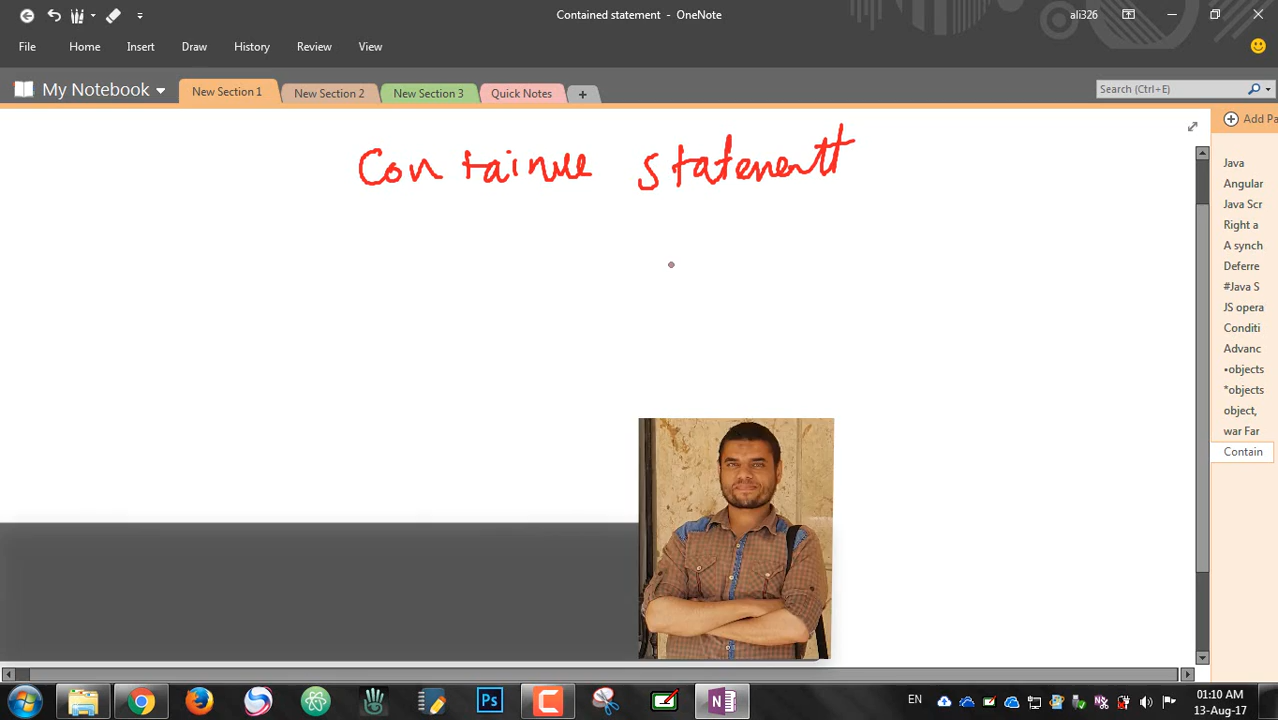 Contained statement - OneNote
ali326
File Home Insert Draw History Review View
My Notebook
New Section 1
New Section 2
New Section 3
Quick Notes
Search (Ctrl+E)
Containue statement
Add Pa
Java
Angular
Java Scr
Right a
A synch
Deferre
#Java S
JS opera
Conditi
Advanc
•objects
*objects
object,
war Far
Contain
Ps
EN
01:10 AM
13-Aug-17